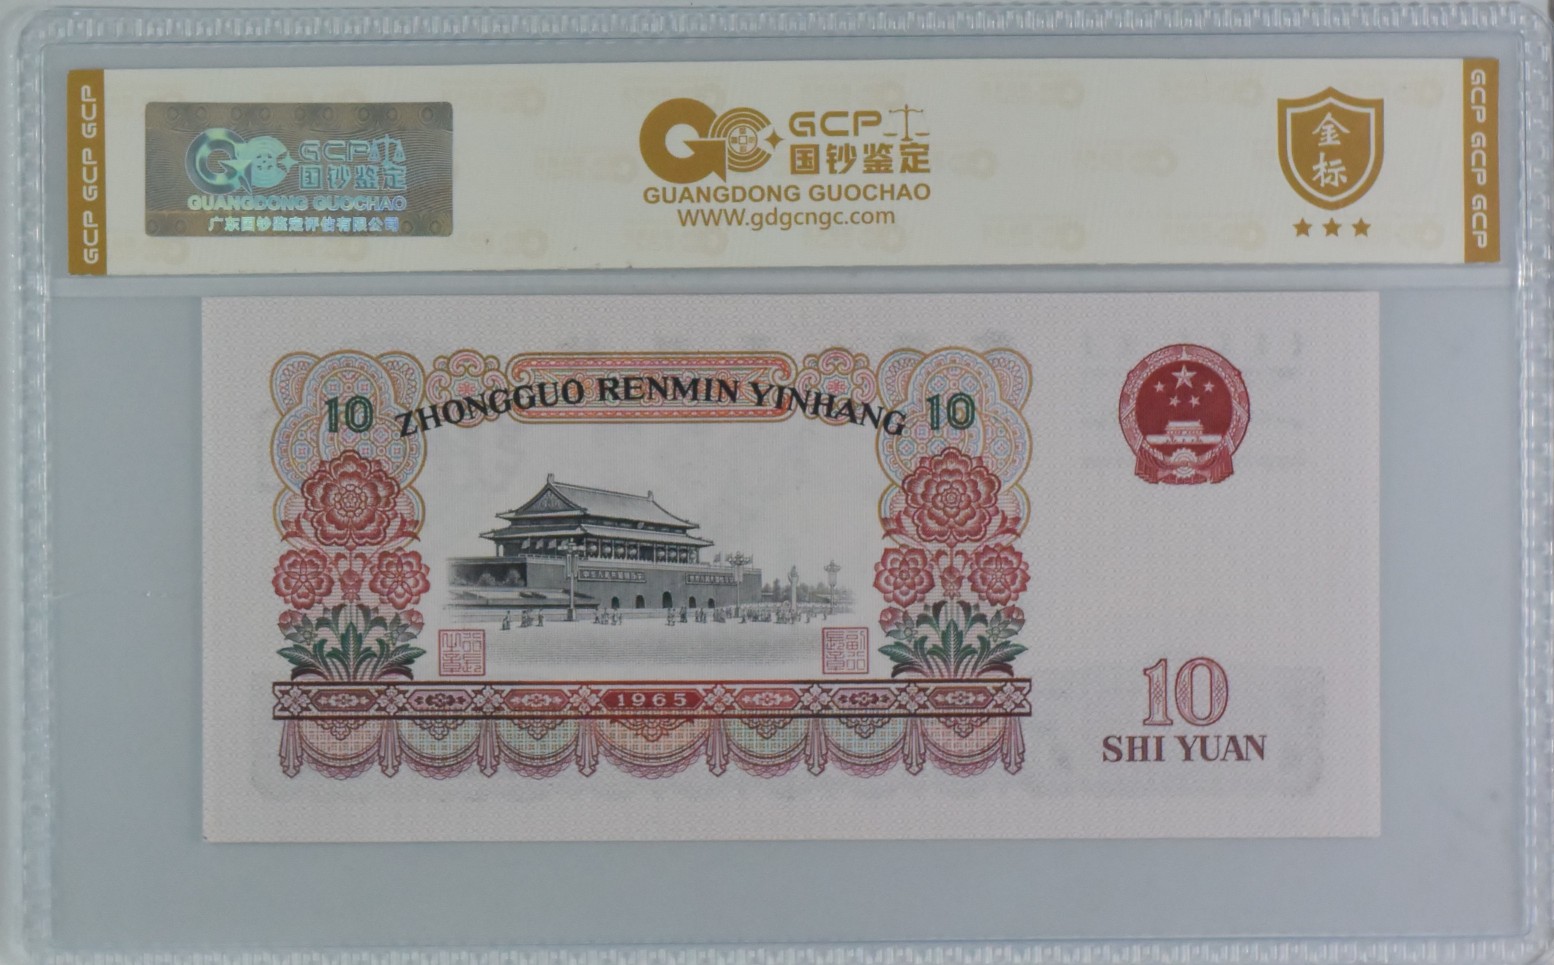 GCP GCP
GCP 国钞鉴定
GUANGDONG GUOCHAO
广东国钞鉴定评估有限公司
GCP
国钞鉴定
GUANGDONG GUOCHAO
WWW.gdgcngc.com
金标
GCP GCP
10 ZHONGGUO RENMIN YINHANG 10
1965
10
SHI YUAN